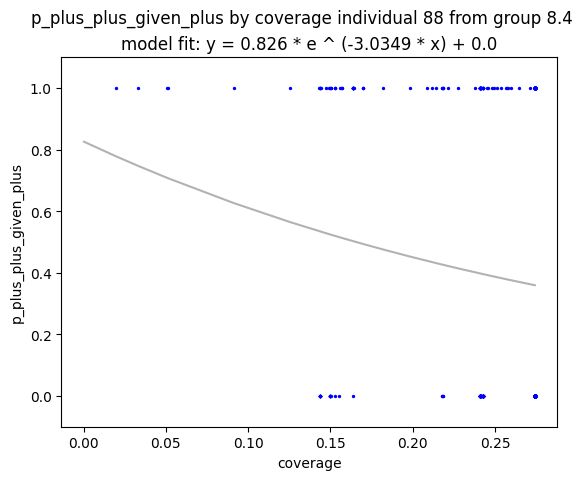 p_plus_plus_given_plus by coverage individual 88 from group 8.4
model fit: y = 0.826 * e ^ (-3.0349 * x) + 0.0
p_plus_plus_given_plus
1.0
0.8
0.6
0.4
0.2
0.0
0.00 0.05 0.10 0.15 0.20 0.25
coverage